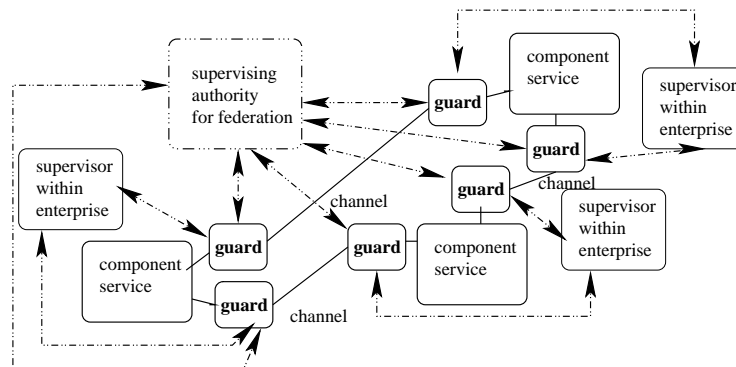 component
service
supervising
authority
for federation
supervisor
within
enterprise
guard
guard
supervisor
within
enterprise
guard
channel
channel
supervisor
within
enterprise
guard
guard
component
service
component
service
guard
channel